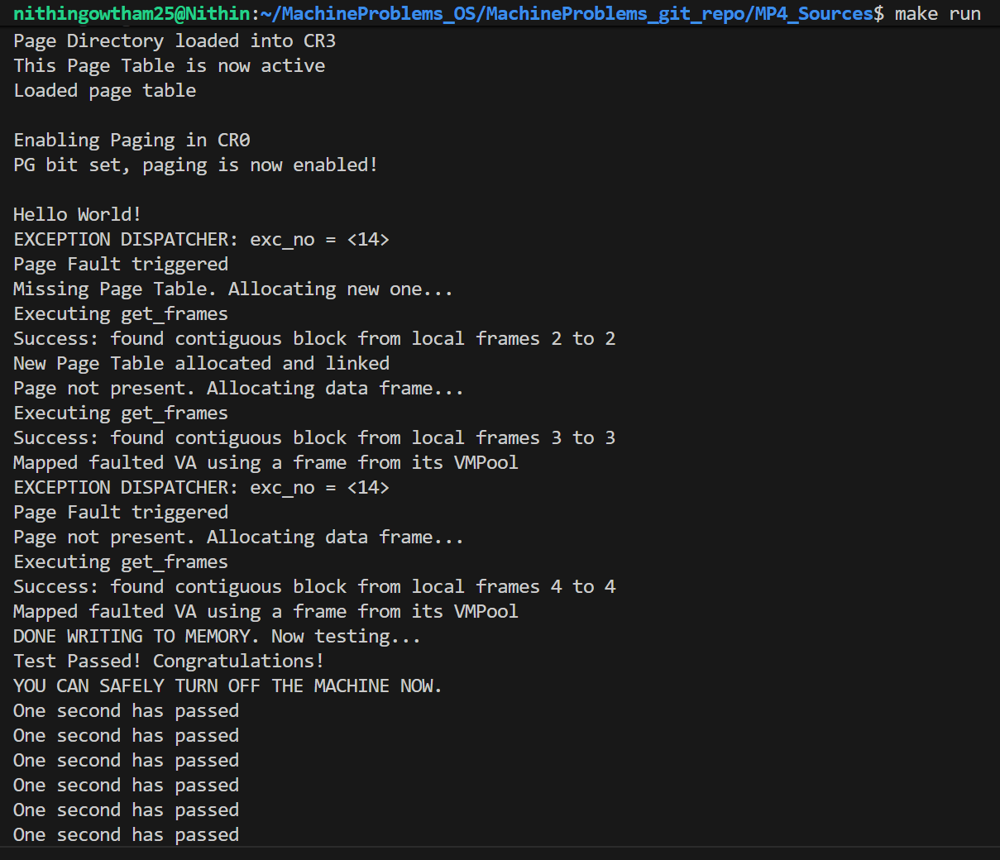 nithingowtham25@Nithin:~/MachineProblems_OS/MachineProblems_git_repo/MP4_Sources$ make run
Page Directory loaded into CR3
This Page Table is now active
Loaded page table
Enabling Paging in CR0
PG bit set, paging is now enabled!
Hello World!
EXCEPTION DISPATCHER: exc_no = <14>
Page Fault triggered
Missing Page Table. Allocating new one...
Executing get_frames
Success: found contiguous block from local frames 2 to 2
New Page Table allocated and linked
Page not present. Allocating data frame...
Executing get_frames
Success: found contiguous block from local frames 3 to 3
Mapped faulted VA using a frame from its VMPool
EXCEPTION DISPATCHER: exc_no = <14>
Page Fault triggered
Page not present. Allocating data frame...
Executing get_frames
Success: found contiguous block from local frames 4 to 4
Mapped faulted VA using a frame from its VMPool
DONE WRITING TO MEMORY. Now testing...
Test Passed! Congratulations!
YOU CAN SAFELY TURN OFF THE MACHINE NOW.
One second has passed
One second has passed
One second has passed
One second has passed
One second has passed
One second has passed